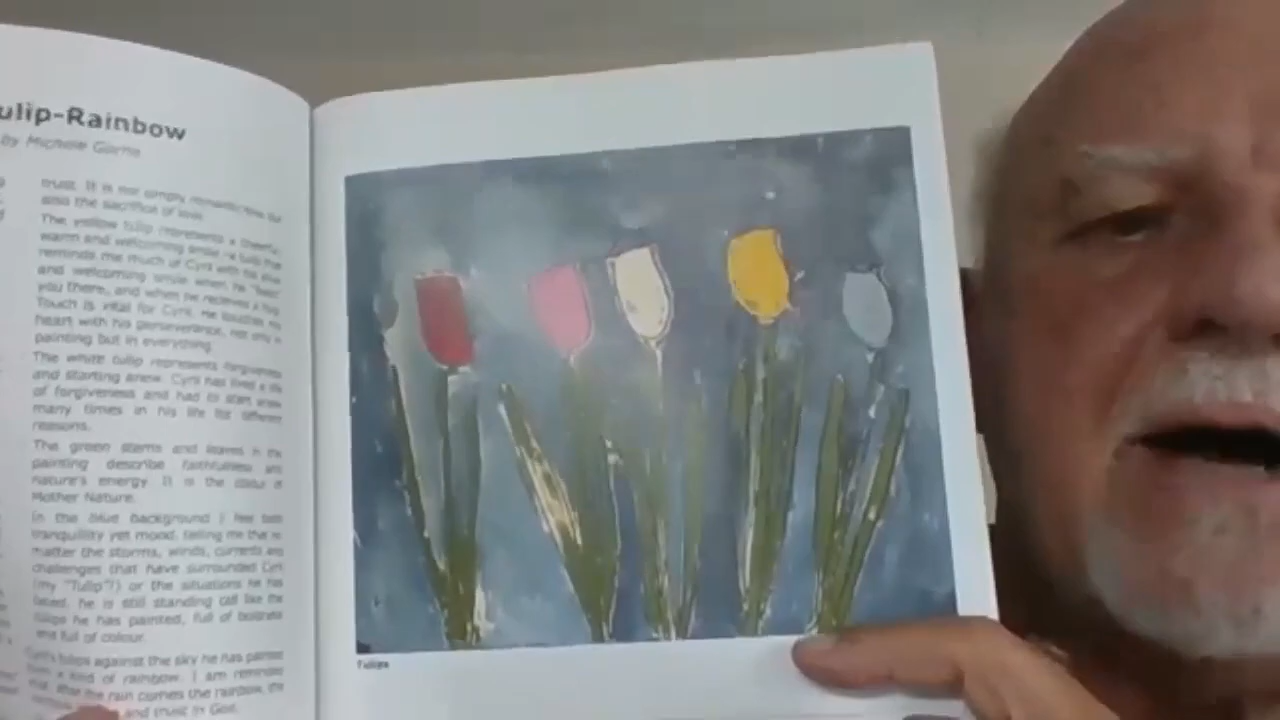 ulip-Rainbow
by Michele
trust. It is not simply romantic love but
also the sacrifice of love.
The yellow tulip represents a cheerful,
warm and welcoming smile - a tulip that
reminds me much of Cyril with his
and welcoming smile when he
you there, and when he receives a hug.
Touch is vital for Cyril. He touches my
heart with his perseverance, not only in
painting but in everything.
The white tulip represents forgiveness
and starting anew. Cyril has lived a life
of forgiveness and had to start anew
many times in his life for different
reasons.
The green stems and leaves in the
painting describe faithfulness and
nature's energy. It is the colour of
Mother Nature.
In the blue background I feel
tranquility yet mood, telling me that no
matter the storms, winds, currents and
challenges that have surrounded Cyril
(my "Tulip"!) or the situations he has
faced, he is still standing tall like the
tulips he has painted, full of boldness
and full of colour.
Cyril's tulips against the sky he has painted
a kind of rainbow. I am reminded
the rain comes the rainbow, the
and trust in God.
Tulips